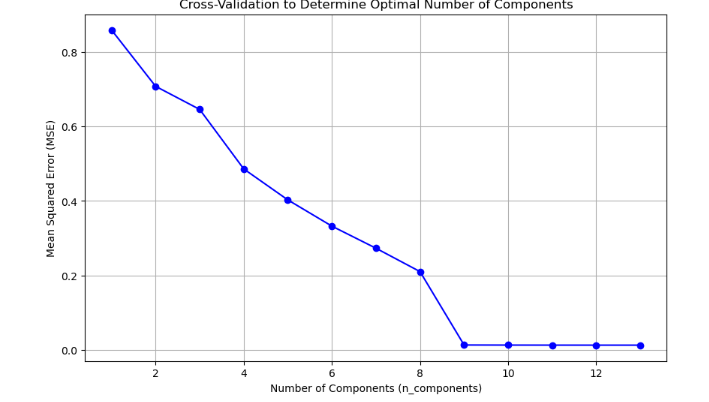 Cross-Validation to Determine Optimal Number of Components
Mean Squared Error (MSE)
0.8
0.6
0.4
0.2
0.0
2 4 6 8 10 12
Number of Components (n_components)